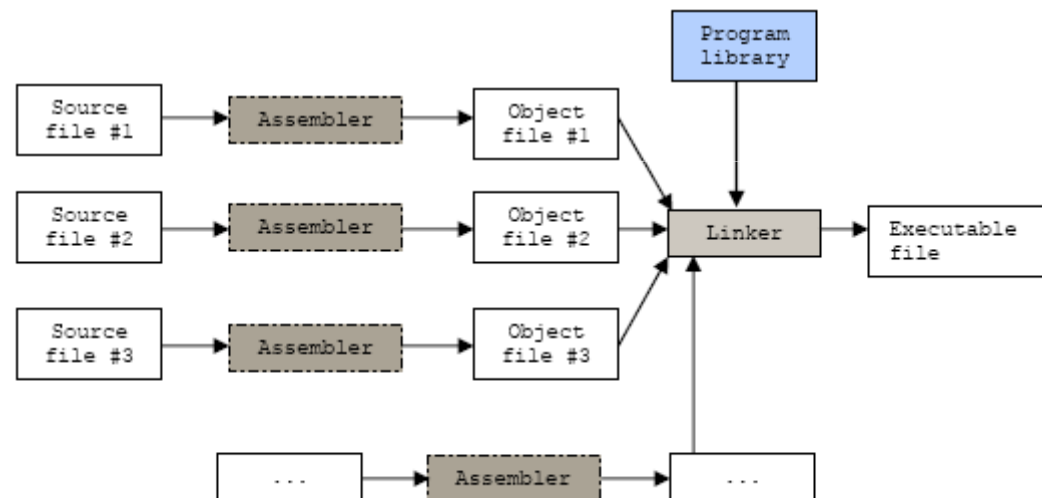 Program
library
Source
file #1
Assembler
Object
file #1
Source
file #2
Assembler
Object
file #2
Linker
Executable
file
Source
file #3
Assembler
Object
file #3
...
Assembler
...